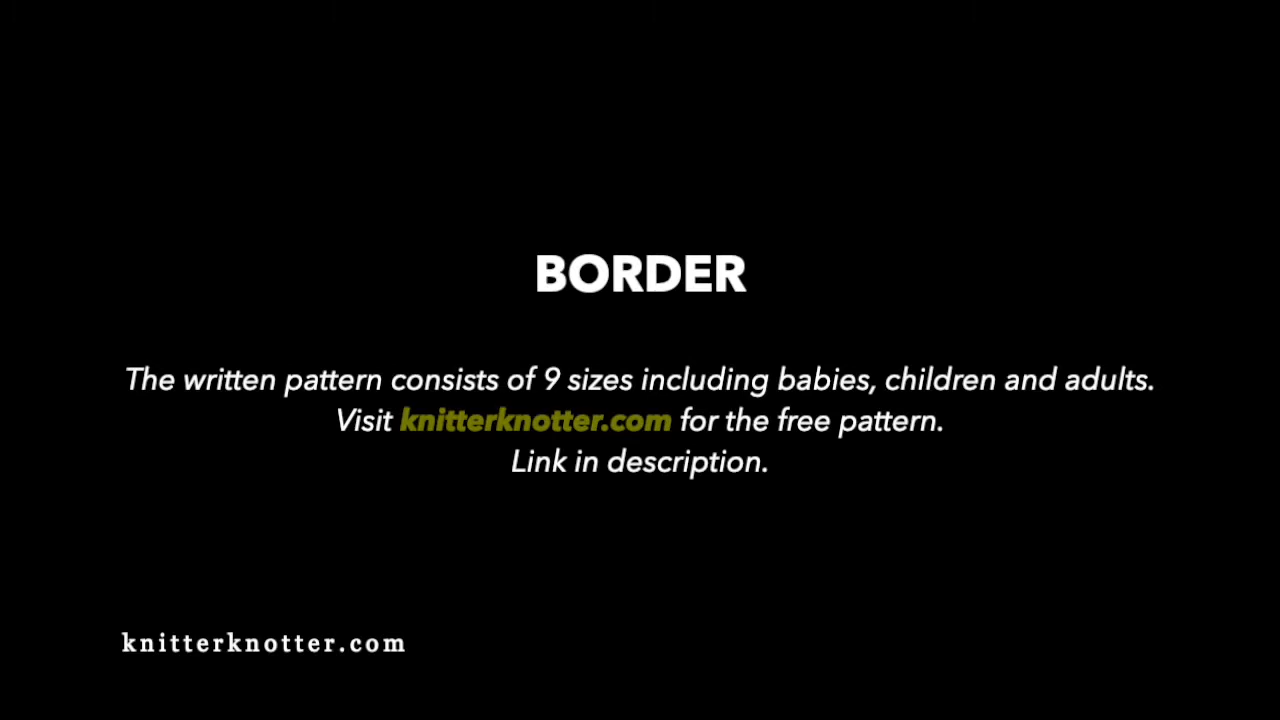 BORDER
The written pattern consists of 9 sizes including babies, children and adults.
Visit knitterknotter.com for the free pattern.
Link in description.
knitterknotter.com